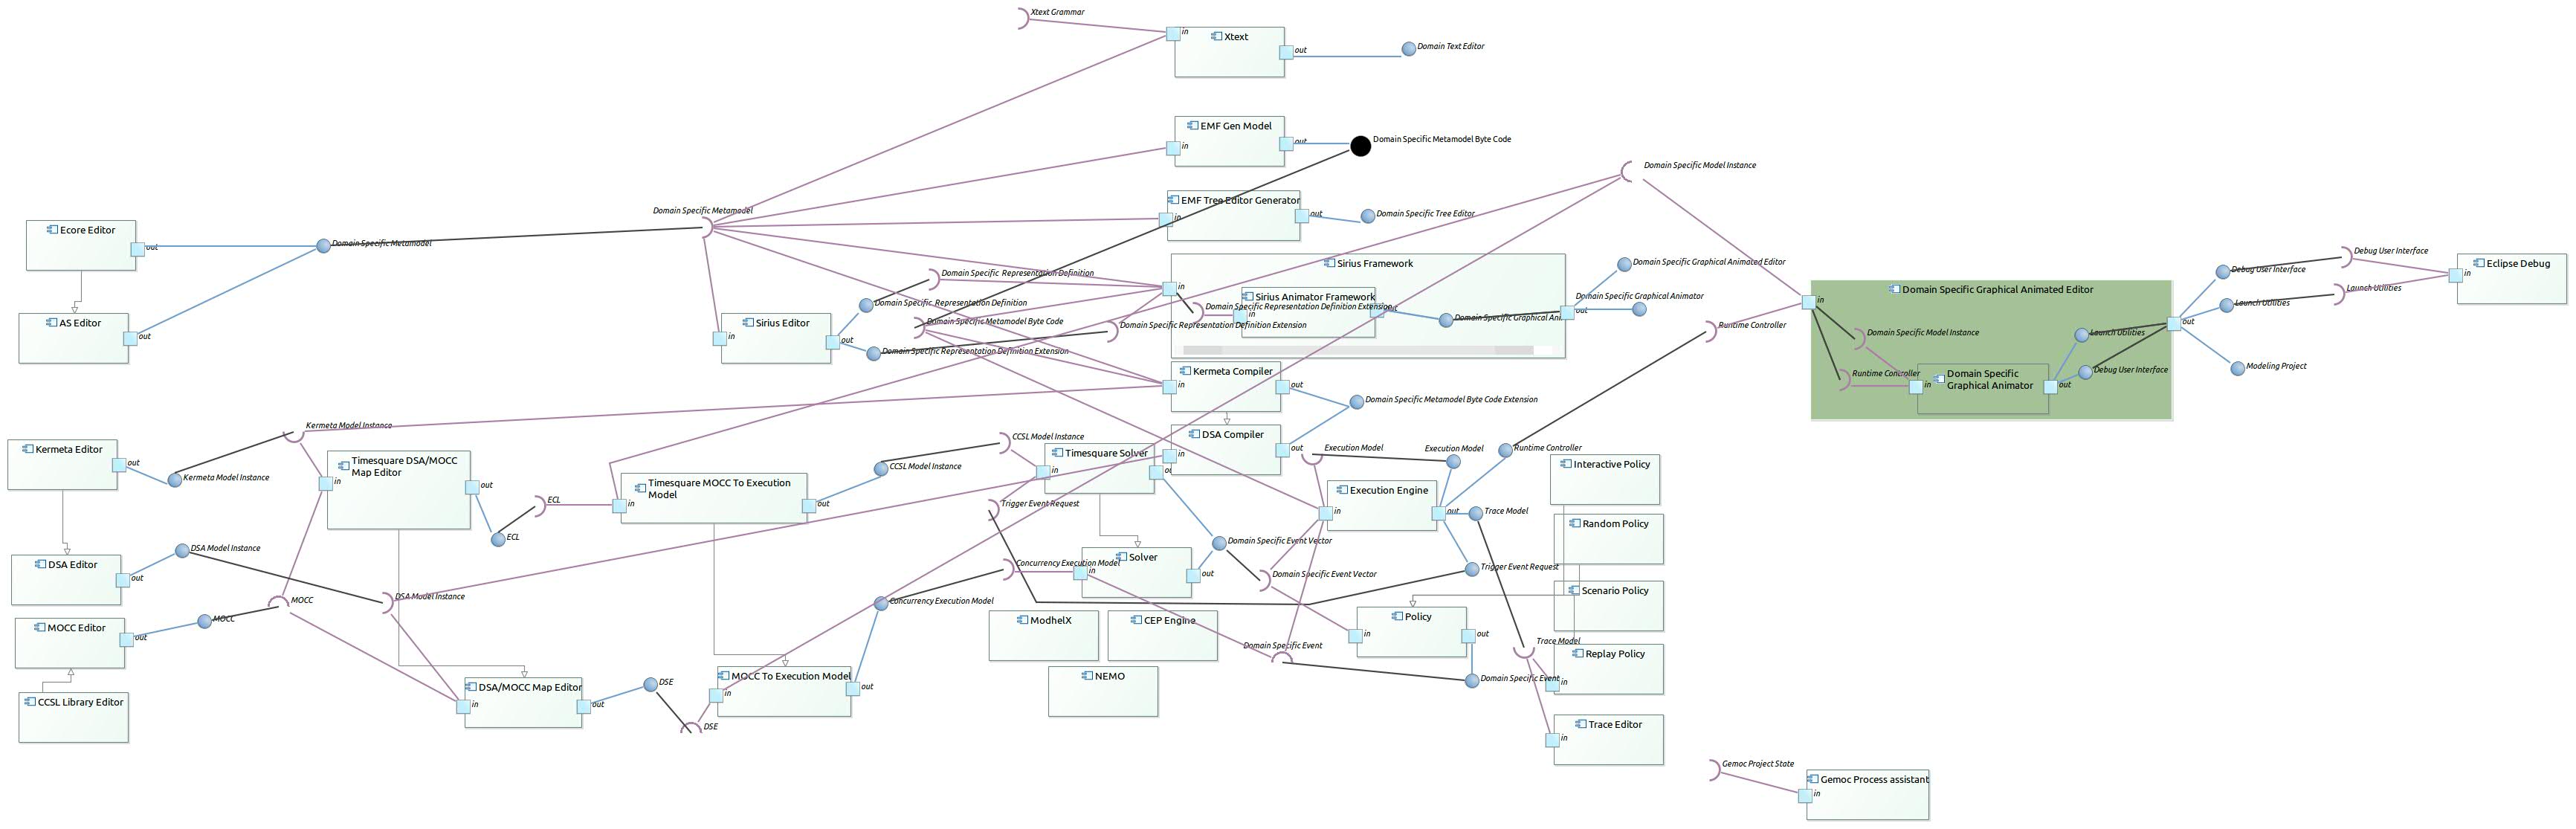 Xtext Grammar
in
Xtext
out
Domain Text Editor
EMF Gen Model
in
out
Domain Specific Metamodel Byte Code
Domain Specific Model Instance
EMF Tree Editor Generator
in
out
Domain Specific Tree Editor
Domain Specific Metamodel
Ecore Editor
out
Domain Specific Metamodel
AS Editor
out
Domain Specific Representation Definition
Domain Specific Representation Definition
Domain Specific Metamodel Byte Code
Domain Specific Representation Definition Extension
Domain Specific Representation Definition Extension
Sirius Editor
in
out
Sirius Framework
in
Sirius Animator Framework
Domain Specific Representation Definition Extension
in
out
Domain Specific Graphical Ani
out
Domain Specific Graphical Animated Editor
Domain Specific Graphical Animator
Runtime Controller
Domain Specific Graphical Animated Editor
in
Domain Specific Model Instance
Runtime Controller
in
Domain Specific
Graphical Animator
out
Launch Utilities
Debug User Interface
out
Debug User Interface
Launch Utilities
Modeling Project
Debug User Interface
Launch Utilities
Eclipse Debug
in
Kermeta Compiler
in
out
Domain Specific Metamodel Byte Code Extension
DSA Compiler
in
out
Kermeta Model Instance
Kermeta Editor
out
Kermeta Model Instance
Timesquare DSA/MOCC
Map Editor
in
out
ECL
ECL
Timesquare MOCC To Execution
Model
in
out
CCSL Model Instance
CCSL Model Instance
Timesquare Solver
in
out
Trigger Event Request
Execution Model
Execution Model
Runtime Controller
Execution Engine
in
out
Trace Model
Interactive Policy
Random Policy
Scenario Policy
Replay Policy
in
DSA Model Instance
DSA Editor
out
DSA Model Instance
MOCC
MOCC
MOCC Editor
out
CCSL Library Editor
DSA/MOCC Map Editor
in
out
DSE
DSE
MOCC To Execution Model
in
out
Concurrency Execution Model
Concurrency Execution Model
Solver
in
out
Domain Specific Event Vector
Domain Specific Event Vector
Trigger Event Request
ModhelX
CEP Engine
NEMO
Domain Specific Event
Policy
in
out
Domain Specific Event
Trace Model
Trace Editor
in
Gemoc Project State
Gemoc Process assistant
in